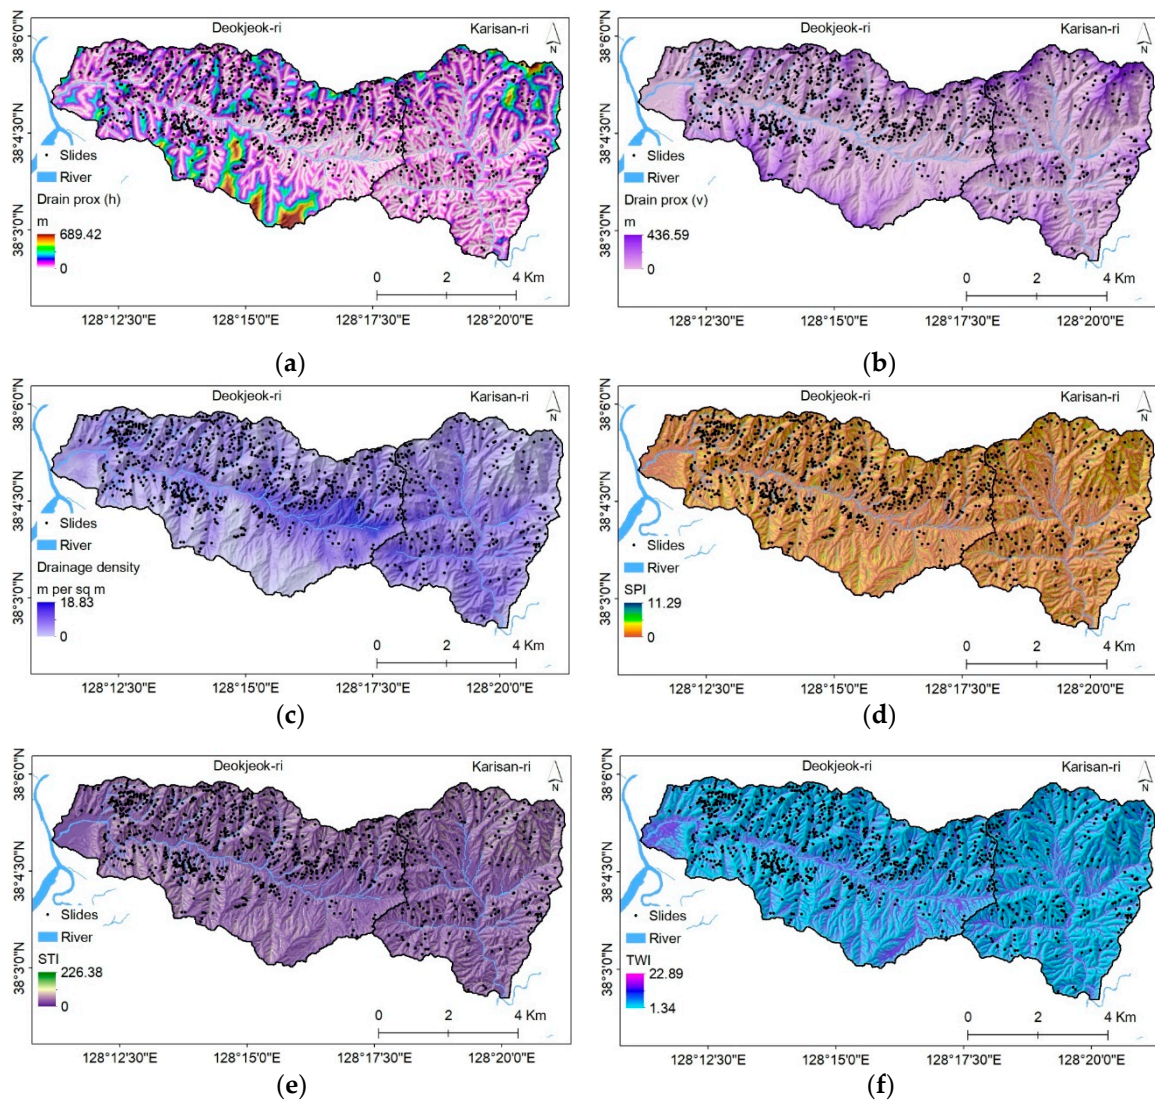 (a)
Deokjeok-ri Karisan-ri
N
38°6'0"N
38°4'30"N
38°3'0"N
Slides
River
Drain prox (h)
m
689.42
0
0 2 4 Km
128°12'30"E 128°15'0"E 128°17'30"E 128°20'0"E
(b)
Deokjeok-ri Karisan-ri
N
38°6'0"N
38°4'30"N
38°3'0"N
Slides
River
Drain prox (v)
m
436.59
0
0 2 4 Km
128°12'30"E 128°15'0"E 128°17'30"E 128°20'0"E
(c)
Deokjeok-ri Karisan-ri
N
38°6'0"N
38°4'30"N
38°3'0"N
Slides
River
Drainage density
m per sq m
18.83
0
0 2 4 Km
128°12'30"E 128°15'0"E 128°17'30"E 128°20'0"E
(d)
Deokjeok-ri Karisan-ri
N
38°6'0"N
38°4'30"N
38°3'0"N
Slides
River
SPI
11.29
0
0 2 4 Km
128°12'30"E 128°15'0"E 128°17'30"E 128°20'0"E
(e)
Deokjeok-ri Karisan-ri
N
38°6'0"N
38°4'30"N
38°3'0"N
Slides
River
STI
226.38
0
0 2 4 Km
128°12'30"E 128°15'0"E 128°17'30"E 128°20'0"E
(f)
Deokjeok-ri Karisan-ri
N
38°6'0"N
38°4'30"N
38°3'0"N
Slides
River
TWI
22.89
1.34
0 2 4 Km
128°12'30"E 128°15'0"E 128°17'30"E 128°20'0"E